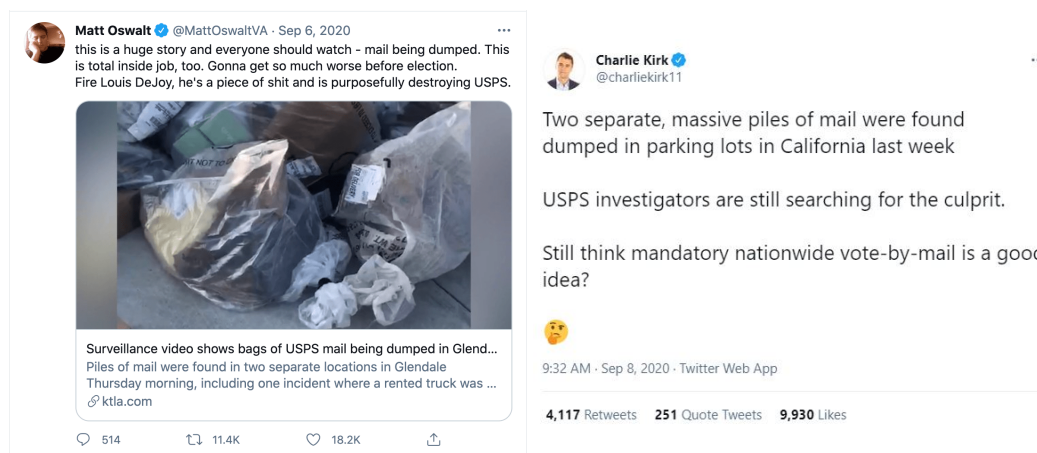 Matt Oswalt @MattOswaltVA · Sep 6, 2020
this is a huge story and everyone should watch - mail being dumped. This
is total inside job, too. Gonna get so much worse before election.
Fire Louis DeJoy, he's a piece of shit and is purposefully destroying USPS.
Surveillance video shows bags of USPS mail being dumped in Glend...
Piles of mail were found in two separate locations in Glendale
Thursday morning, including one incident where a rented truck was ...
ktla.com
514 11.4K 18.2K
Charlie Kirk
@charliekirk11
Two separate, massive piles of mail were found
dumped in parking lots in California last week
USPS investigators are still searching for the culprit.
Still think mandatory nationwide vote-by-mail is a good
idea?
9:32 AM · Sep 8, 2020 · Twitter Web App
4,117 Retweets 251 Quote Tweets 9,930 Likes